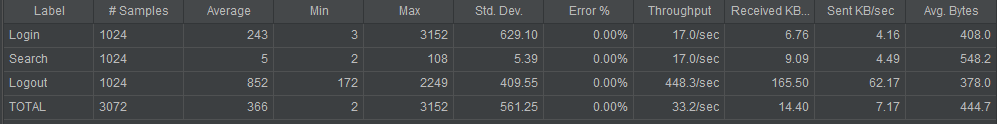 Label # Samples Average Min Max Std. Dev. Error % Throughput Received KB... Sent KB/sec Avg. Bytes
Login 1024 243 3 3152 629.10 0.00% 17.0/sec 6.76 4.16 408.0
Search 1024 5 2 108 5.39 0.00% 17.0/sec 9.09 4.49 548.2
Logout 1024 852 172 2249 409.55 0.00% 448.3/sec 165.50 62.17 378.0
TOTAL 3072 366 2 3152 561.25 0.00% 33.2/sec 14.40 7.17 444.7